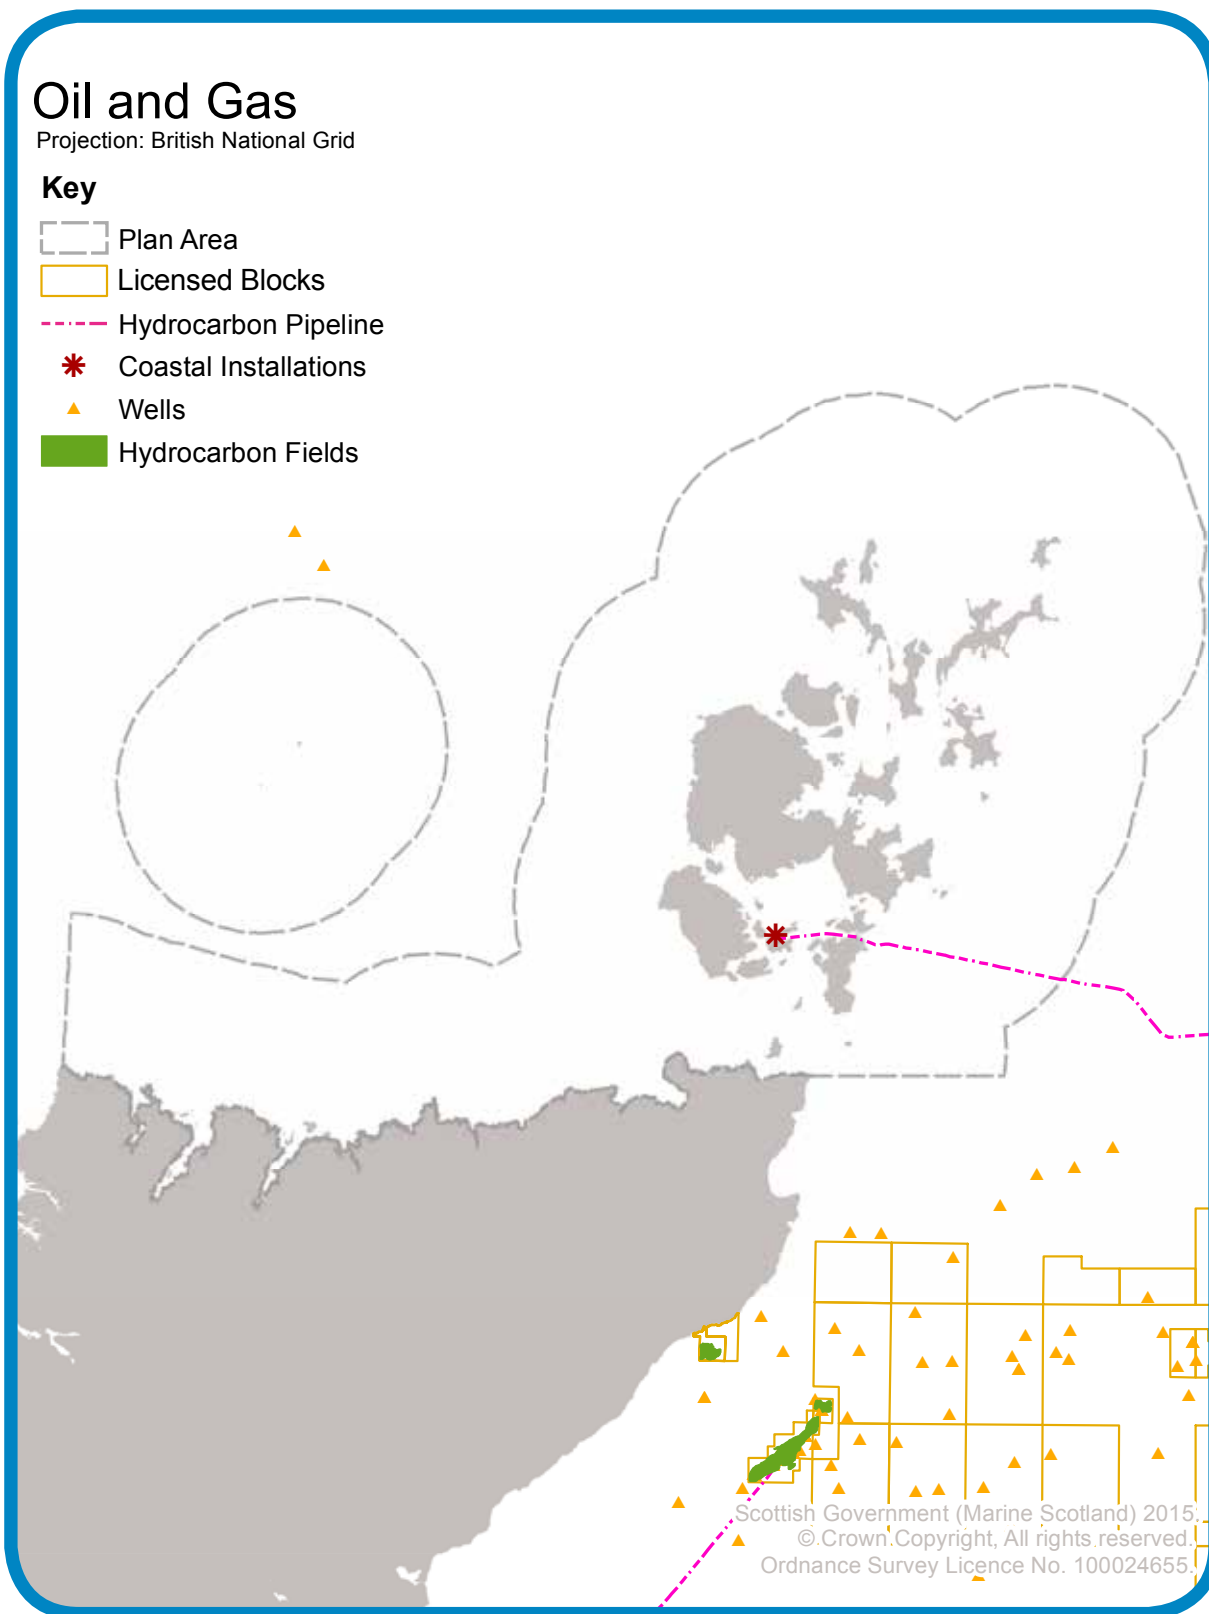 Oil and Gas
Projection: British National Grid
Key
Plan Area
Licensed Blocks
Hydrocarbon Pipeline
Coastal Installations
Wells
Hydrocarbon Fields
Scottish Government (Marine Scotland) 2015.
© Crown Copyright, All rights reserved.
Ordnance Survey Licence No. 100024655.